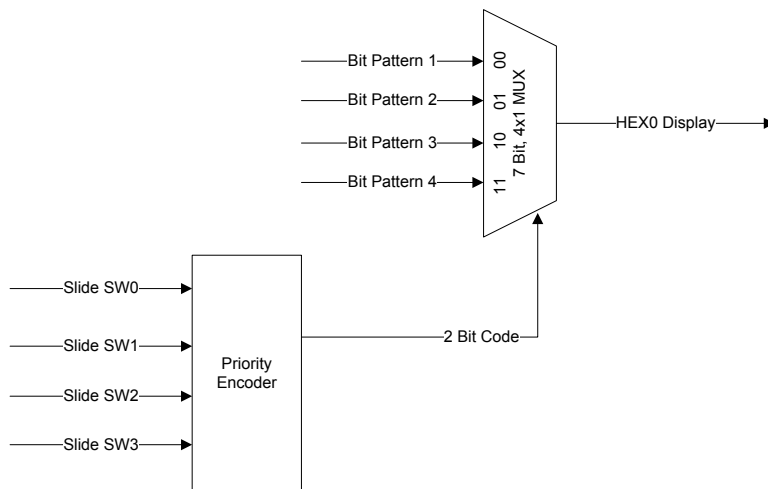 Bit Pattern 1
00
Bit Pattern 2
01
Bit Pattern 3
10
Bit Pattern 4
11
7 Bit, 4x1 MUX
HEX0 Display
Slide SW0
Slide SW1
Slide SW2
Slide SW3
Priority
Encoder
2 Bit Code